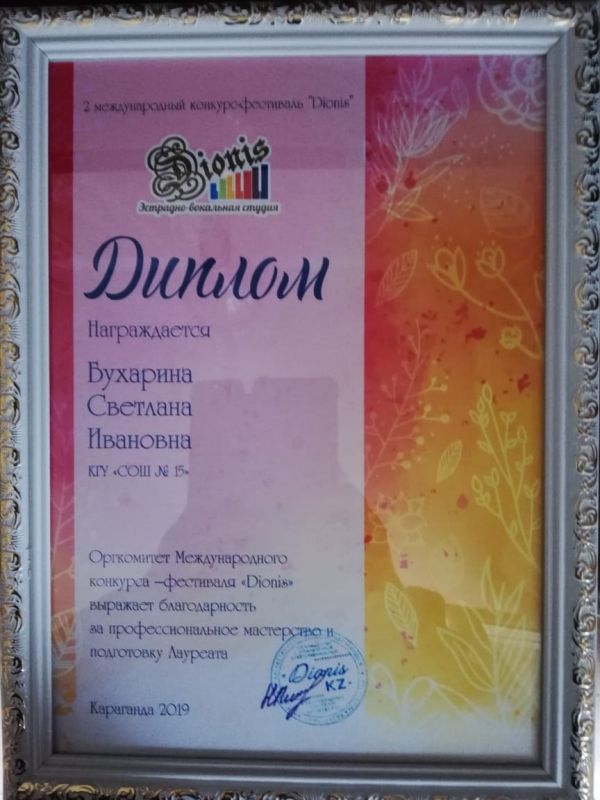 2 международный конкурс-фестиваль "Dionis"
Dionis
Эстрадно-вокальная студия
Диплом
Награждается
Бухарина
Светлана
Ивановна
КГУ «СОШ № 15»
Оргкомитет Международного
конкурса –фестиваля «Dionis»
выражает благодарность
за профессиональное мастерство и
подготовку Лауреата
Dionis
KZ
Караганда 2019